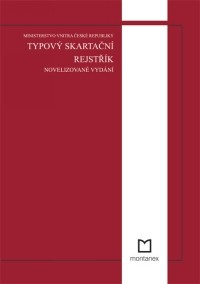 MINISTERSTVO VNITRA ČESKÉ REPUBLIKY
TYPOVÝ SKARTAČNÍ
REJSTŘÍK
NOVELIZOVANÉ VYDÁNÍ
montanex